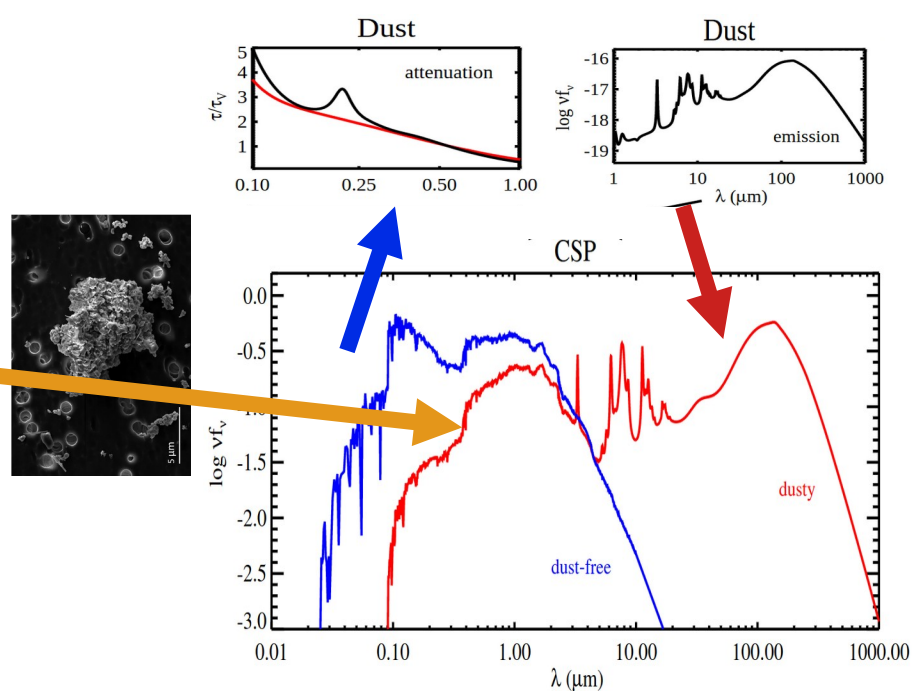 Dust
5
4
3
2
1
τ/τV
attenuation
0.10 0.25 0.50 1.00
Dust
-16
-17
-18
-19
log νfν
emission
1 10 100 1000
λ (μm)
5 μm
CSP
0.0
-0.5
-1.0
-1.5
-2.0
-2.5
-3.0
log νfν
dusty
dust-free
0.01 0.10 1.00 10.00 100.00 1000.00
λ (μm)